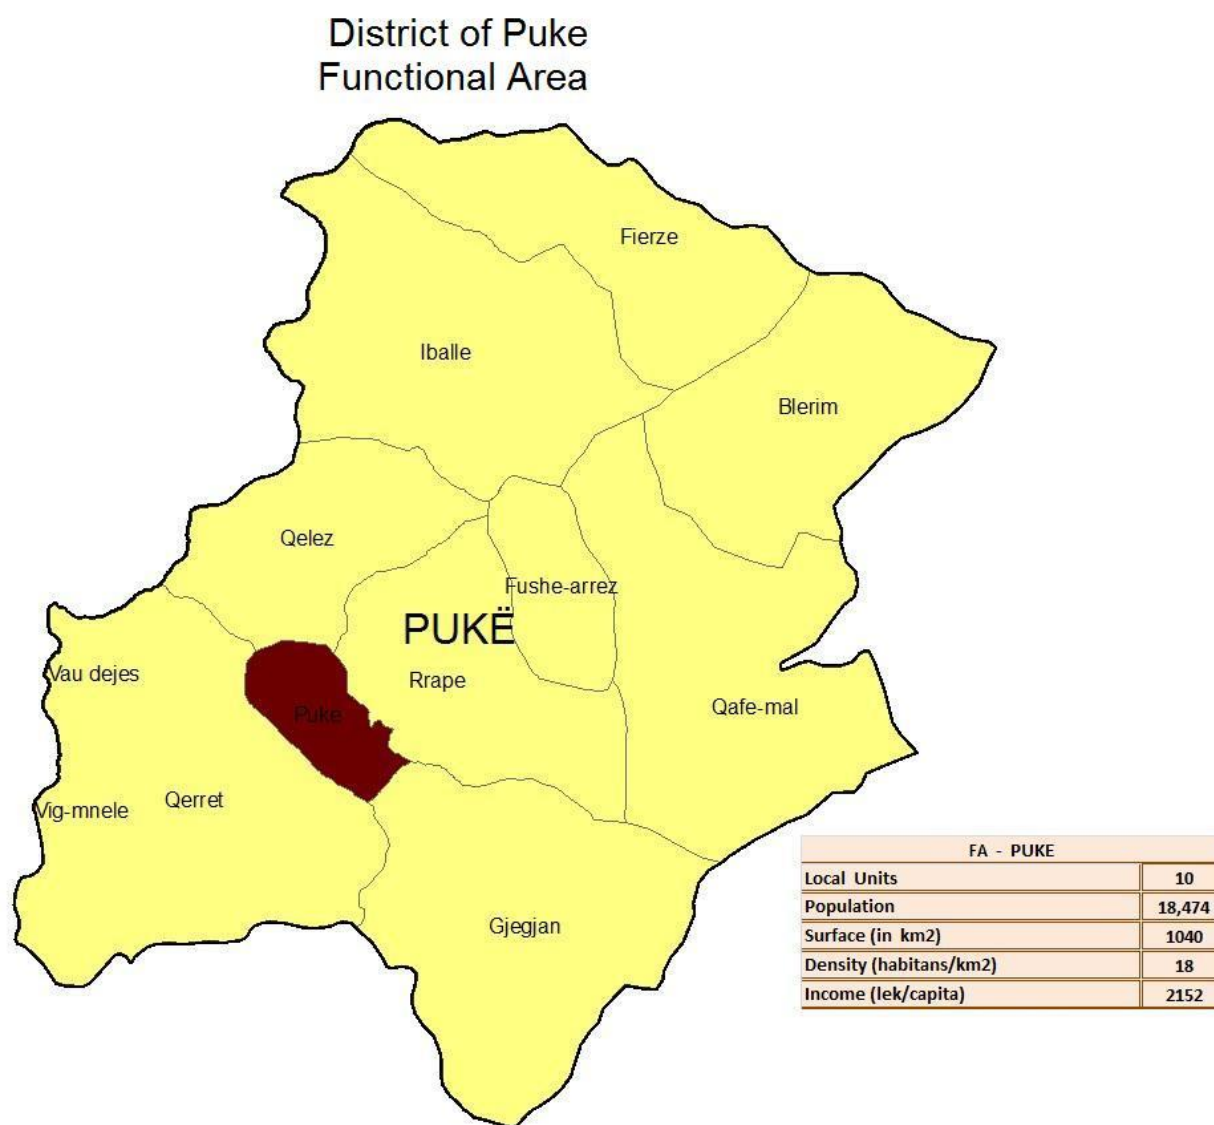 District of Puke
Functional Area
Fierze
Iballe
Blerim
Qelez
Fushe-arrez
PUKË
Vau dejes
Rrape
Puke
Qafe-mal
Vig-mnele
Qerret
Gjegjan
FA - PUKE
Local Units 10
Population 18,474
Surface (in km2) 1040
Density (habitans/km2) 18
Income (lek/capita) 2152